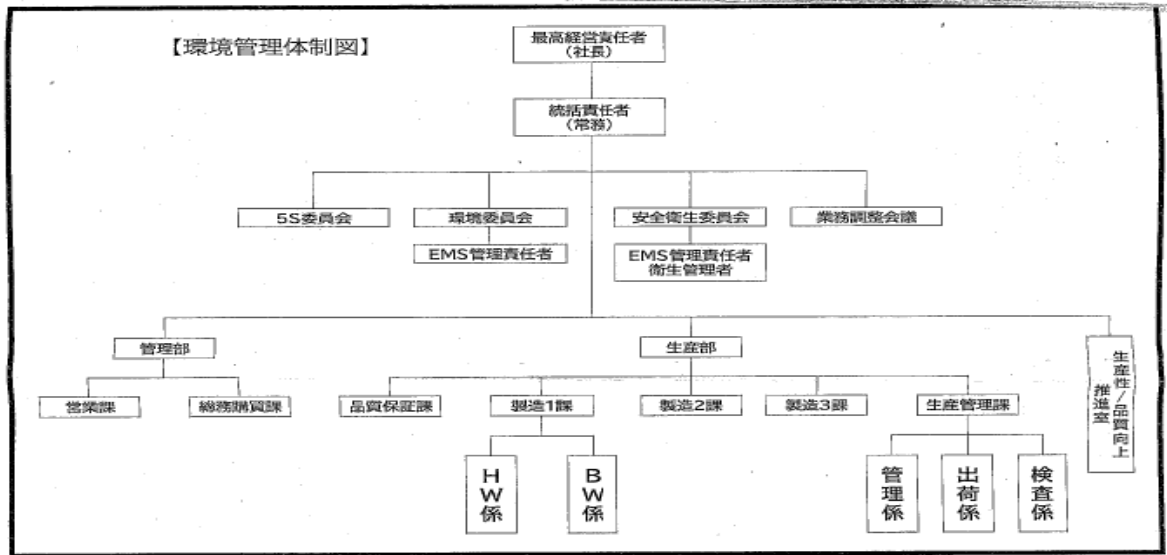 【環境管理体制図】
最高経営責任者
（社長）
統括責任者
（常務）
5S委員会
環境委員会
安全衛生委員会
業務調整会議
EMS管理責任者
EMS管理責任者
衛生管理者
管理部
生産部
生産性/品質向上
推進室
営業課
総務購買課
品質保証課
製造1課
製造2課
製造3課
生産管理課
HW係
BW係
管理係
出荷係
検査係